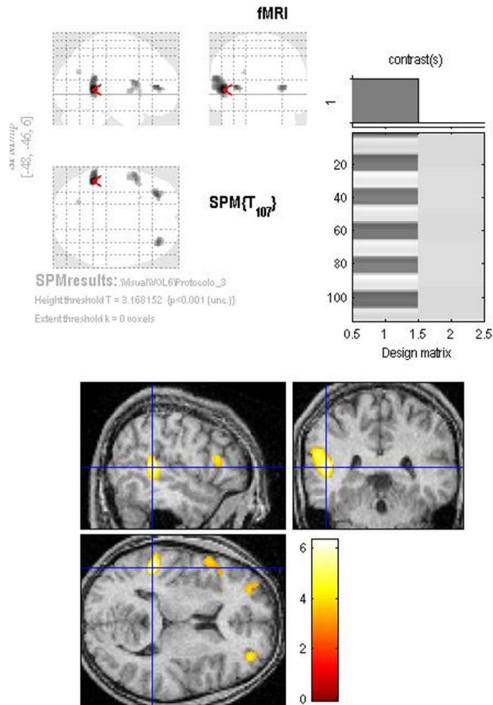 fMRI
contrast(s)
1
[-48, -46, 6]
SPM{T107}
SPMresults: .\Visual\VOL6\Protocolo_3
Height threshold T = 3.168152 {p<0.001 (unc.)}
Extent threshold k = 0 voxels
20
40
60
80
100
0.5 1 1.5 2 2.5
Design matrix
6
4
2
0